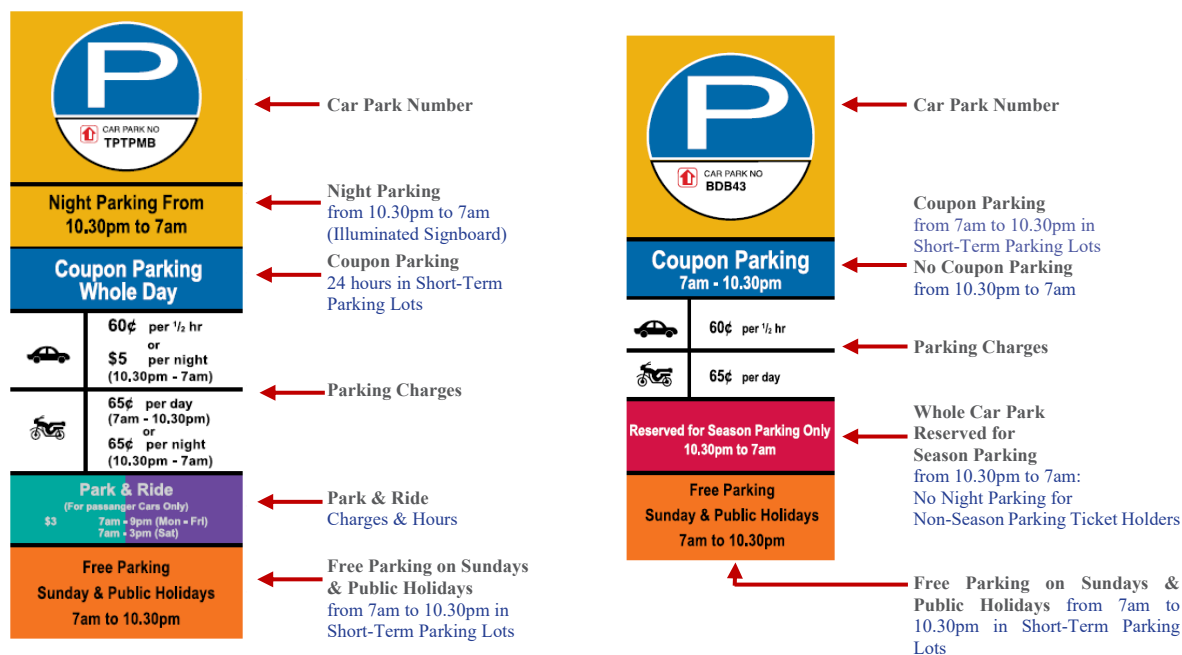 P
CAR PARK NO
TPTPMB
Night Parking From
10.30pm to 7am
Coupon Parking
Whole Day
60¢ per 1/2 hr
or
$5 per night
(10.30pm - 7am)
65¢ per day
(7am - 10.30pm)
or
65¢ per night
(10.30pm - 7am)
Park & Ride
(For passanger Cars Only)
$3 7am - 9pm (Mon - Fri)
7am - 3pm (Sat)
Free Parking
Sunday & Public Holidays
7am to 10.30pm
Car Park Number
Night Parking
from 10.30pm to 7am
(Illuminated Signboard)
Coupon Parking
24 hours in Short-Term
Parking Lots
Parking Charges
Park & Ride
Charges & Hours
Free Parking on Sundays
& Public Holidays
from 7am to 10.30pm in
Short-Term Parking Lots
P
CAR PARK NO
BDB43
Coupon Parking
7am - 10.30pm
60¢ per 1/2 hr
65¢ per day
Reserved for Season Parking Only
10.30pm to 7am
Free Parking
Sunday & Public Holidays
7am to 10.30pm
Car Park Number
Coupon Parking
from 7am to 10.30pm in
Short-Term Parking Lots
No Coupon Parking
from 10.30pm to 7am
Parking Charges
Whole Car Park
Reserved for
Season Parking
from 10.30pm to 7am:
No Night Parking for
Non-Season Parking Ticket Holders
Free Parking on Sundays &
Public Holidays from 7am to
10.30pm in Short-Term Parking
Lots